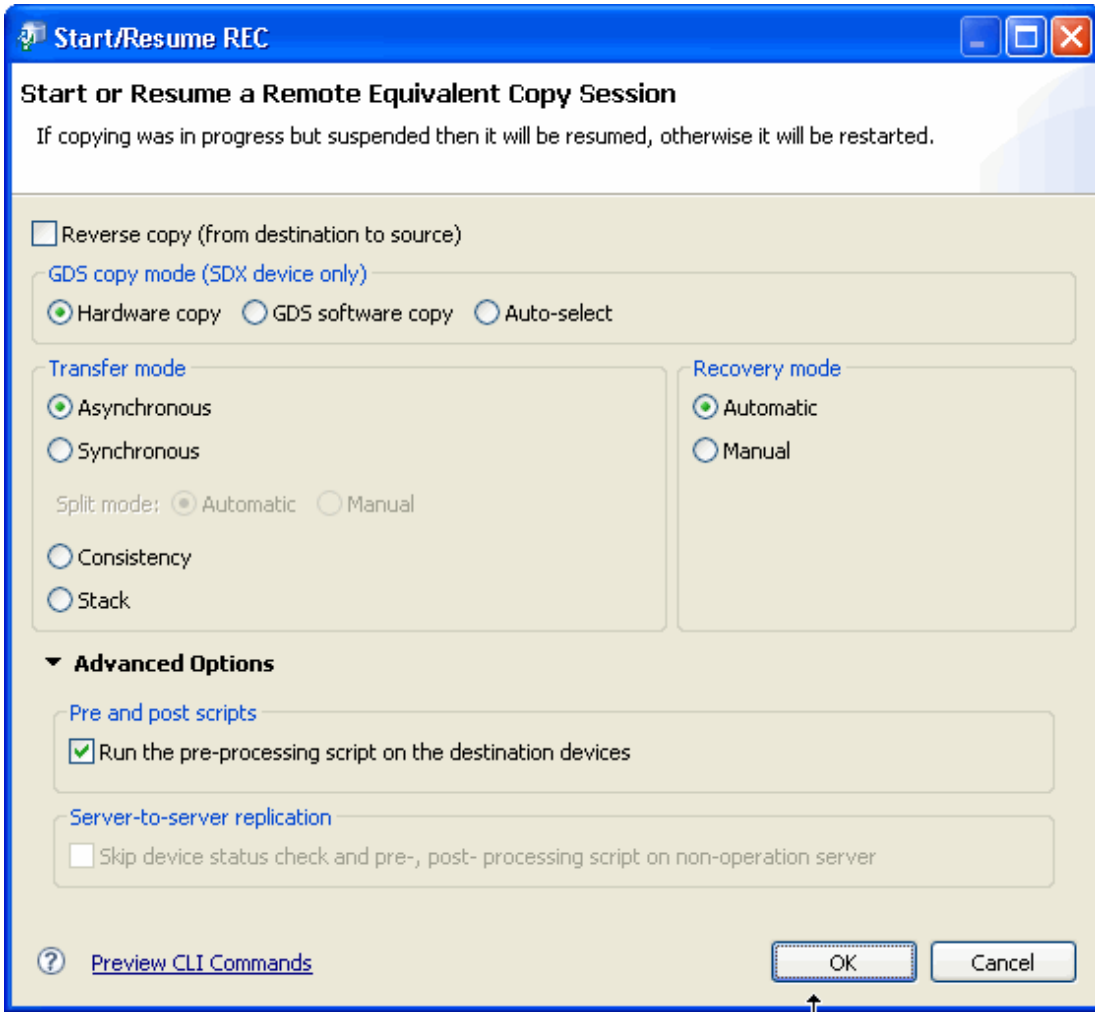 Start/Resume REC
Start or Resume a Remote Equivalent Copy Session
If copying was in progress but suspended then it will be resumed, otherwise it will be restarted.
Reverse copy (from destination to source)
GDS copy mode (SDX device only)
Hardware copy GDS software copy Auto-select
Transfer mode
Asynchronous
Synchronous
Split mode: Automatic Manual
Consistency
Stack
Recovery mode
Automatic
Manual
Advanced Options
Pre and post scripts
Run the pre-processing script on the destination devices
Server-to-server replication
Skip device status check and pre-, post- processing script on non-operation server
? Preview CLI Commands
OK Cancel